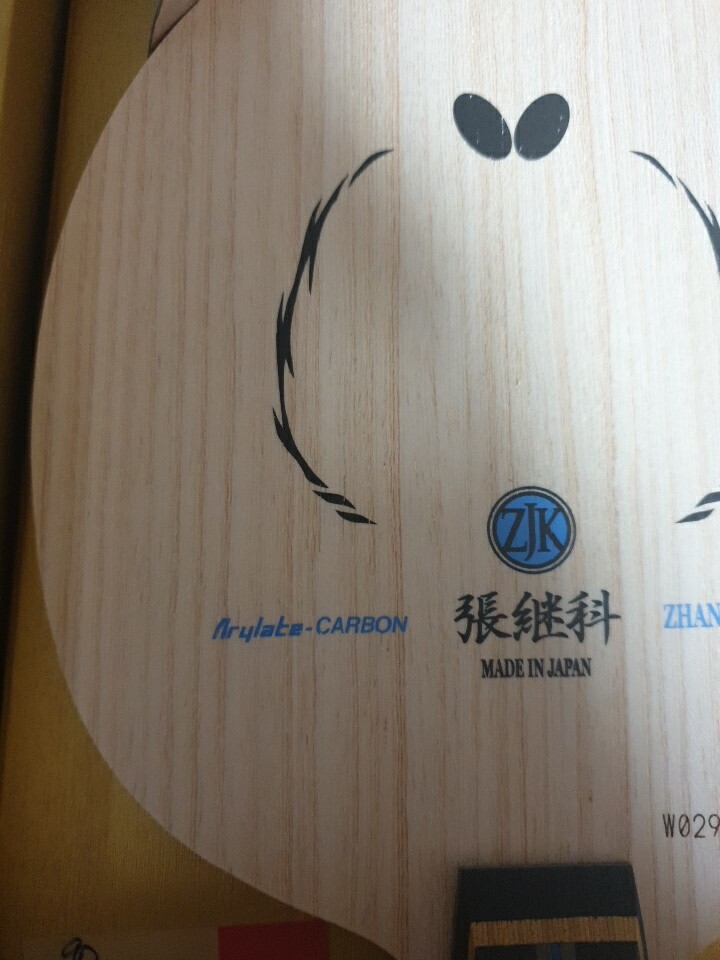 ZJK
Arylate-CARBON
張継科
ZHAN
MADE IN JAPAN
W029